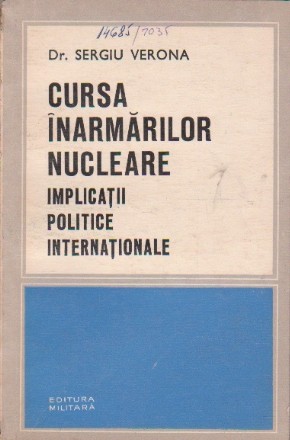 14685/7035
Dr. SERGIU VERONA
CURSA
ÎNARMĂRILOR
NUCLEARE
IMPLICAȚII
POLITICE
INTERNAȚIONALE
EDITURA
MILITARĂ